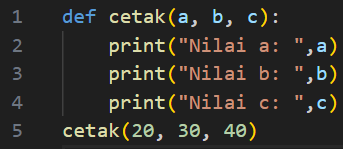 1 def cetak(a, b, c):
2     print("Nilai a: ",a)
3     print("Nilai b: ",b)
4     print("Nilai c: ",c)
5 cetak(20, 30, 40)